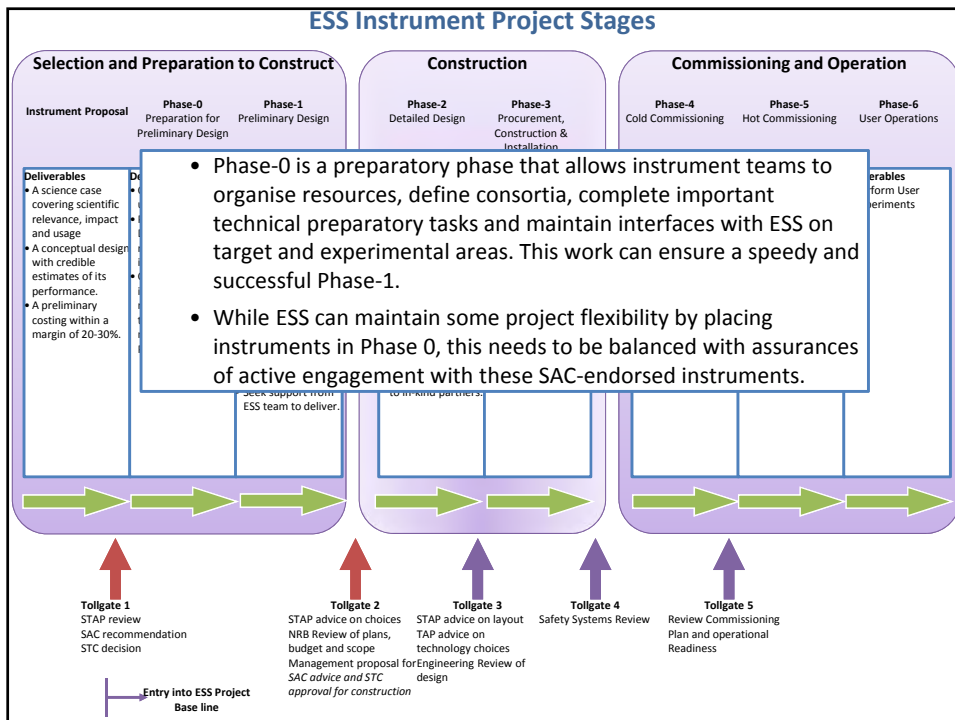 ESS Instrument Project Stages
Selection and Preparation to Construct
Construction
Commissioning and Operation
Instrument Proposal
Phase-0
Preparation for
Preliminary Design
Phase-1
Preliminary Design
Phase-2
Detailed Design
Phase-3
Procurement,
Construction &
Installation
Phase-4
Cold Commissioning
Phase-5
Hot Commissioning
Phase-6
User Operations
Deliverables
• A science case
covering scientific
relevance, impact
and usage
• A conceptual design
with credible
estimates of its
performance.
• A preliminary
costing within a
margin of 20-30%.
• Phase-0 is a preparatory phase that allows instrument teams to
organise resources, define consortia, complete important
technical preparatory tasks and maintain interfaces with ESS on
target and experimental areas. This work can ensure a speedy and
successful Phase-1.
• While ESS can maintain some project flexibility by placing
instruments in Phase 0, this needs to be balanced with assurances
of active engagement with these SAC-endorsed instruments.
Seek support from
ESS team to deliver.
to in-kind partners.
Tollgate 1
STAP review
SAC recommendation
STC decision
Tollgate 2
STAP advice on choices
NRB Review of plans,
budget and scope
Management proposal for
SAC advice and STC
approval for construction
Tollgate 3
STAP advice on layout
TAP advice on
technology choices
Engineering Review of
design
Tollgate 4
Safety Systems Review
Tollgate 5
Review Commissioning
Plan and operational
Readiness
Entry into ESS Project
Base line